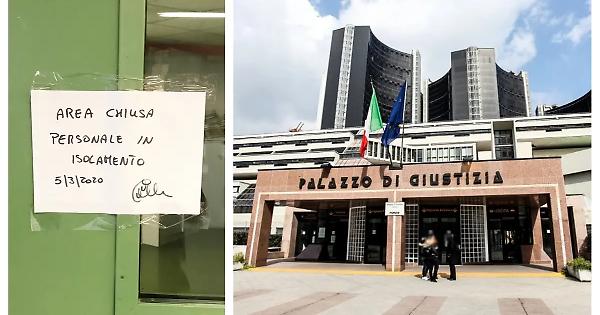 AREA CHIUSA
PERSONALE IN
ISOLAMENTO
5/3/2020
PALAZZO DI GIUSTIZIA